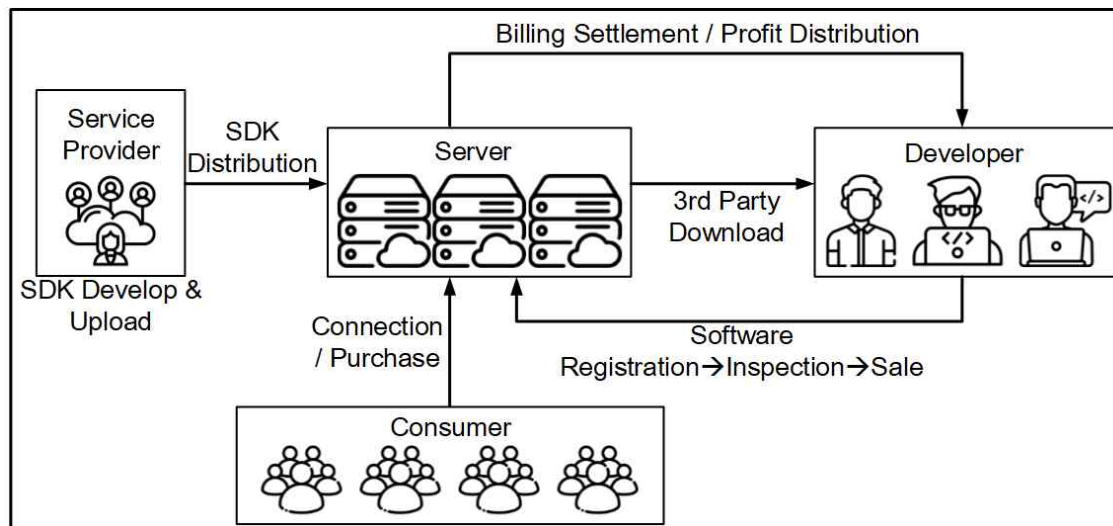 Billing Settlement / Profit Distribution
Service
Provider
SDK
Distribution
Server
Developer
3rd Party
Download
</>
</>
SDK Develop &
Upload
Connection
/ Purchase
Software
Registration→Inspection→Sale
Consumer